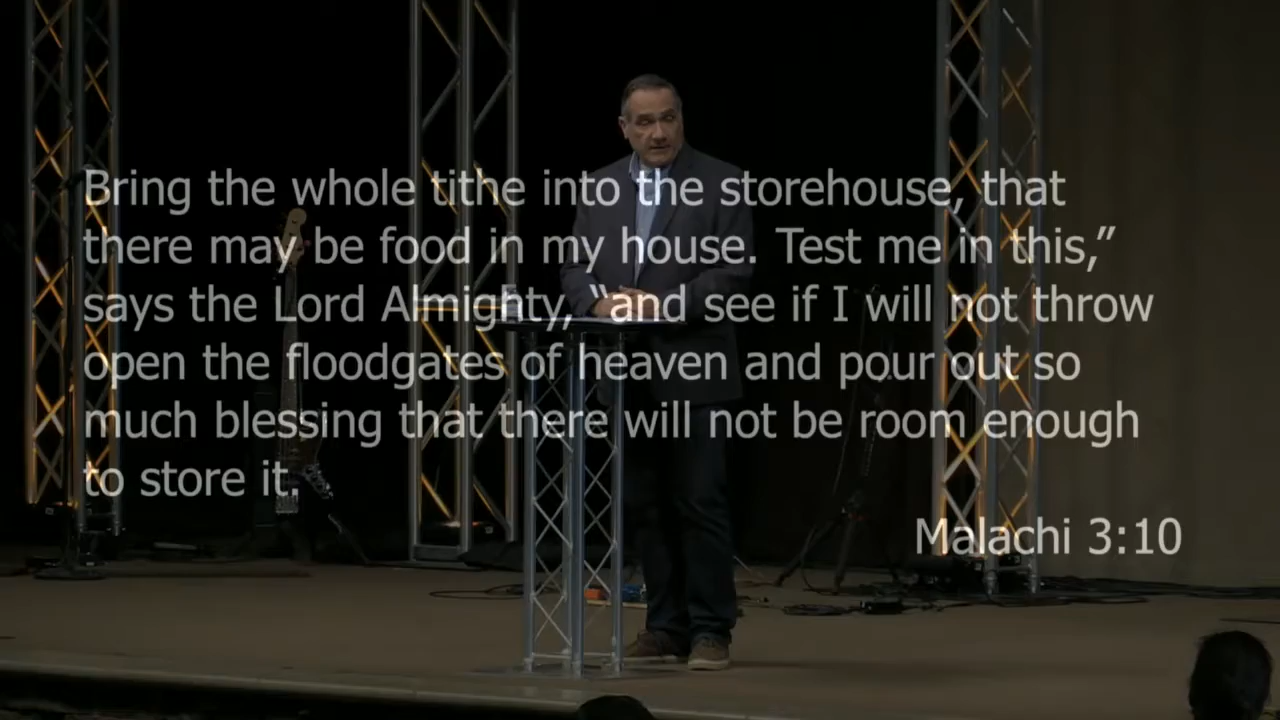 Bring the whole tithe into the storehouse, that
there may be food in my house. Test me in this,”
says the Lord Almighty, “and see if I will not throw
open the floodgates of heaven and pour out so
much blessing that there will not be room enough
to store it.
Malachi 3:10